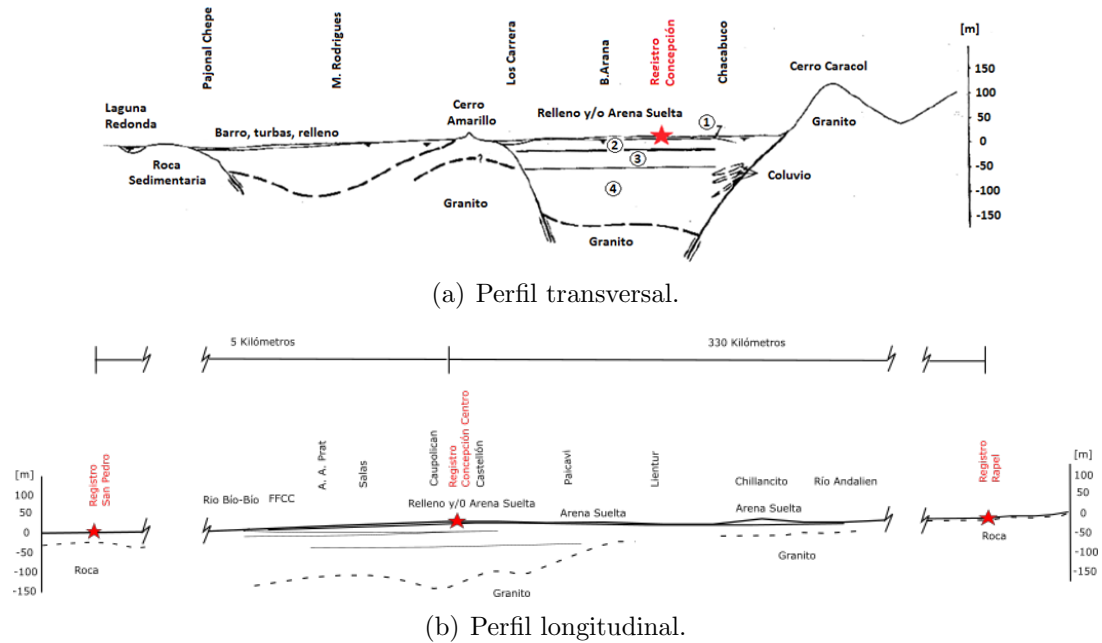 Pajonal Chepe
M. Rodrigues
Los Carrera
B.Arana
Registro
Concepción
Chacabuco
[m]
Cerro Caracol
150
100
50
0
-50
-100
-150
Laguna
Redonda
Cerro
Amarillo
Relleno y/o Arena Suelta
1
Granito
Barro, turbas, relleno
2
3
Roca
Sedimentaria
?
Coluvio
Granito
4
Granito
(a) Perfil transversal.
5 Kilómetros
330 Kilómetros
[m]
100
50
0
-50
-100
-150
Registro
San Pedro
Rio Bío-Bío
FFCC
A. A. Prat
Salas
Caupolican
Registro
Concepción Centro
Castellón
Paicavi
Lientur
Chillancito
Río Andalien
Registro
Rapel
[m]
100
50
0
-50
-100
-150
Relleno y/0 Arena Suelta
Arena Suelta
Arena Suelta
Roca
Granito
Granito
Roca
(b) Perfil longitudinal.